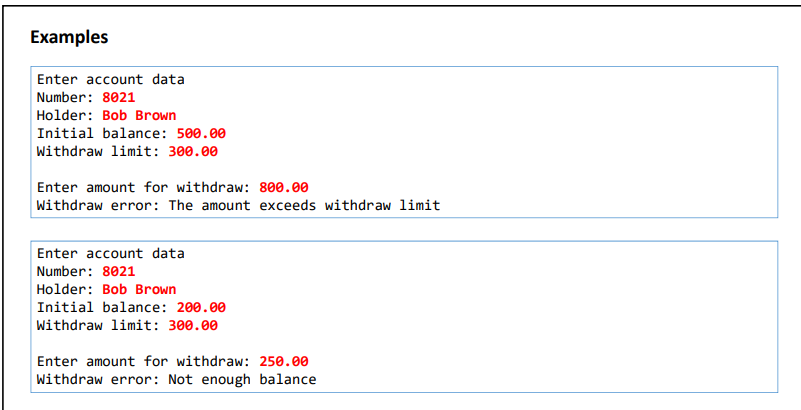 Examples
Enter account data
Number: 8021
Holder: Bob Brown
Initial balance: 500.00
Withdraw limit: 300.00
Enter amount for withdraw: 800.00
Withdraw error: The amount exceeds withdraw limit
Enter account data
Number: 8021
Holder: Bob Brown
Initial balance: 200.00
Withdraw limit: 300.00
Enter amount for withdraw: 250.00
Withdraw error: Not enough balance